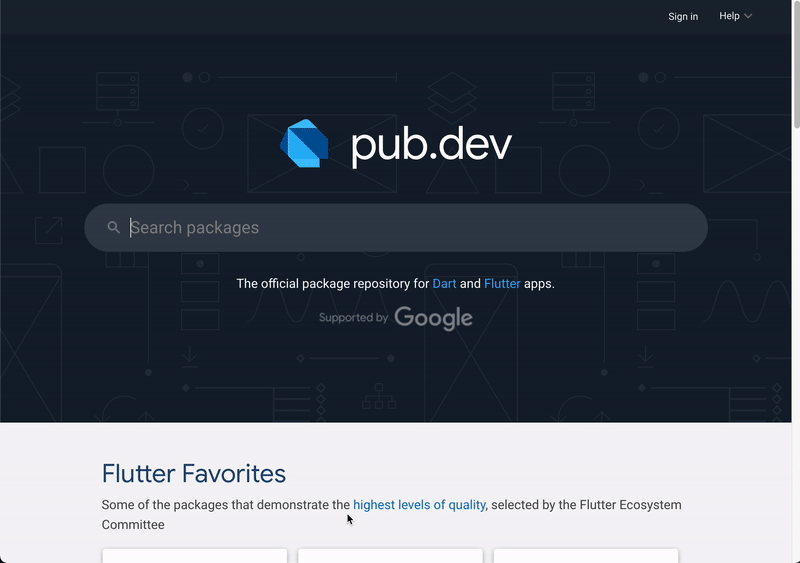 Sign in Help
pub.dev
Search packages
The official package repository for Dart and Flutter apps.
Supported by Google
Flutter Favorites
Some of the packages that demonstrate the highest levels of quality, selected by the Flutter Ecosystem
Committee